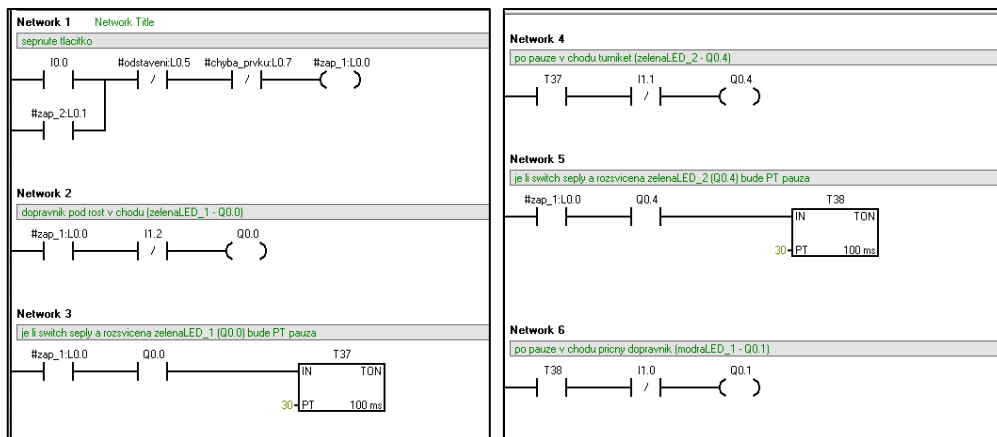 Network 1 Network Title
sepnute tlacitko
I0.0 #odstaveni:L0.5 #chyba_prvku:L0.7 #zap_1:L0.0
#zap_2:L0.1
Network 2
dopravnik pod rost v chodu (zelenaLED_1 - Q0.0)
#zap_1:L0.0 I1.2 Q0.0
Network 3
je li switch seply a rozsvicena zelenaLED_1 (Q0.0) bude PT pauza
#zap_1:L0.0 Q0.0 T37
IN TON
30 PT 100 ms
Network 4
po pauze v chodu turniket (zelenaLED_2 - Q0.4)
T37 I1.1 Q0.4
Network 5
je li switch seply a rozsvicena zelenaLED_2 (Q0.4) bude PT pauza
#zap_1:L0.0 Q0.4 T38
IN TON
30 PT 100 ms
Network 6
po pauze v chodu pricny dopravnik (modraLED_1 - Q0.1)
T38 I1.0 Q0.1